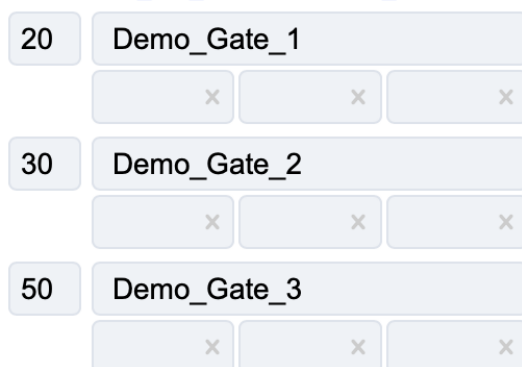 20 Demo_Gate_1
× × ×
30 Demo_Gate_2
× × ×
50 Demo_Gate_3
× × ×